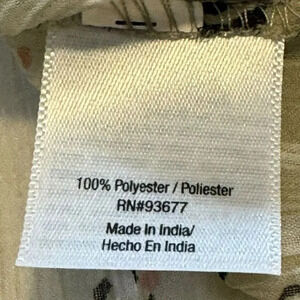 100% Polyester / Poliester
RN#93677
Made In India/
Hecho En India